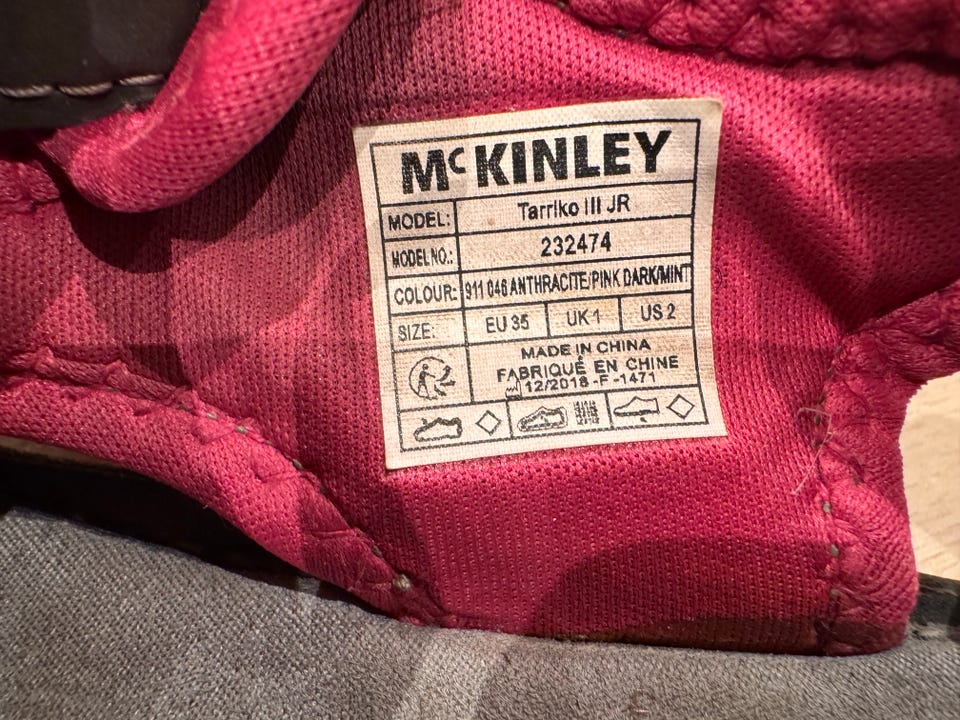 McKINLEY
MODEL: Tarriko III JR
MODEL NO.: 232474
COLOUR: 911 046 ANTHRACITE/PINK DARK/MINT
SIZE: EU 35 UK 1 US 2
MADE IN CHINA
FABRIQUÉ EN CHINE
12/2018 -F -1471